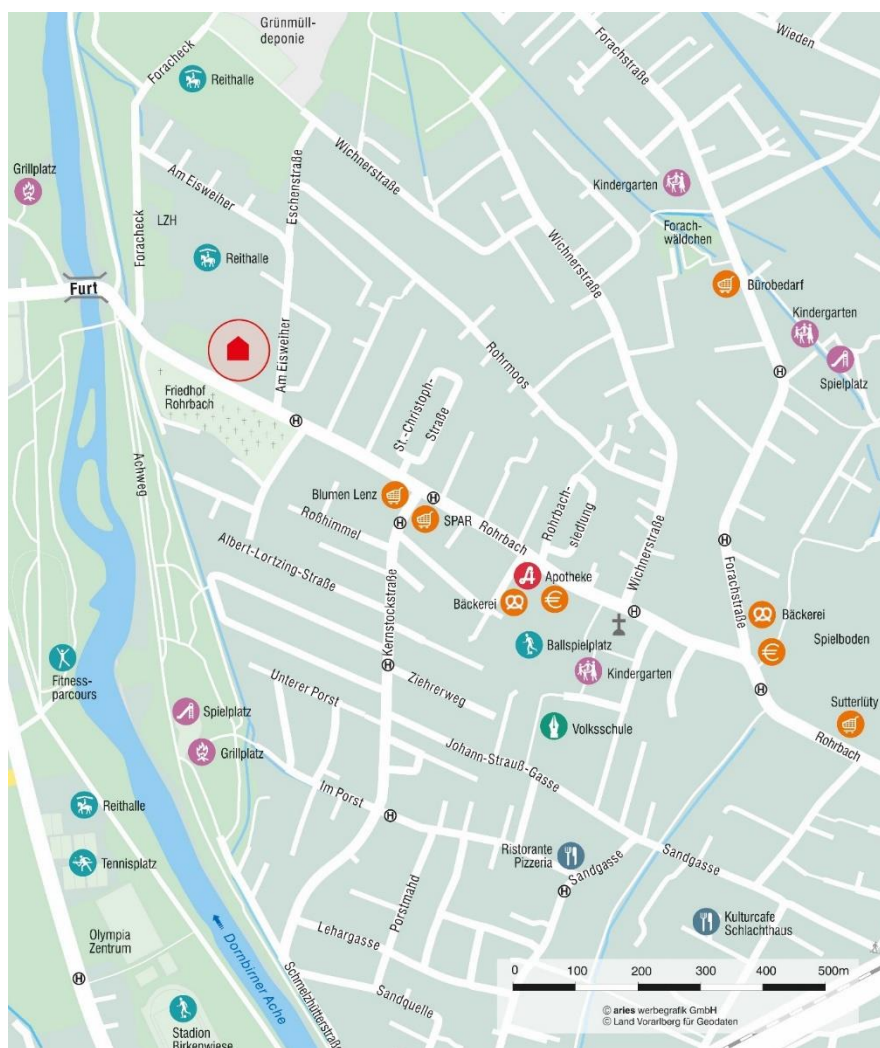 Grünmüll-
deponie
Foracheck
Reithalle
Forachstraße
Wieden
Wichnerstraße
Grillplatz
Am Eisweiher
Eschenstraße
Kindergarten
LZH
Foracheck
Reithalle
Forach-
wäldchen
Wichnerstraße
Furt
Bürobedarf
Kindergarten
Spielplatz
Am Eisweiher
Rohrmoos
Friedhof
Rohrbach
St.-Christoph-
Straße
H
H
Achweg
Blumen Lenz
H
SPAR
H
Roßhimmel
Rohrbach
Rohrbach-
siedlung
Wichnerstraße
H
Albert-Lortzing-Straße
Forachstraße
A
Apotheke
Bäckerei
€
H
Bäckerei
Kernstockstraße
Ballspielplatz
Spielboden
€
Fitness-
parcours
H
Kindergarten
Unterer Porst
Ziehrerweg
H
Spielplatz
Sutterlüty
Volksschule
Rohrbach
Grillplatz
Johann-Strauß-Gasse
Im Porst
Reithalle
H
Ristorante
Pizzeria
Sandgasse
Sandgasse
Tennisplatz
H
Porstmahd
Kulturcafe
Schlachthaus
Olympia
Zentrum
Lehargasse
H
Dornbirner Ache
Schmelzhütterstraße
Sandquelle
0 100 200 300 400 500m
Stadion
Birkenwiese
© aries werbegrafik GmbH
© Land Vorarlberg für Geodaten